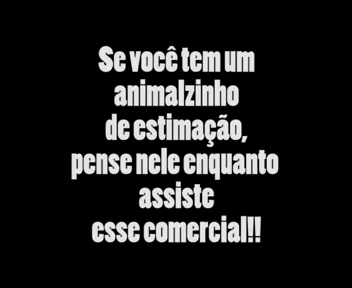 Se você tem um
animalzinho
de estimação,
pense nele enquanto
assiste
esse comercial!!